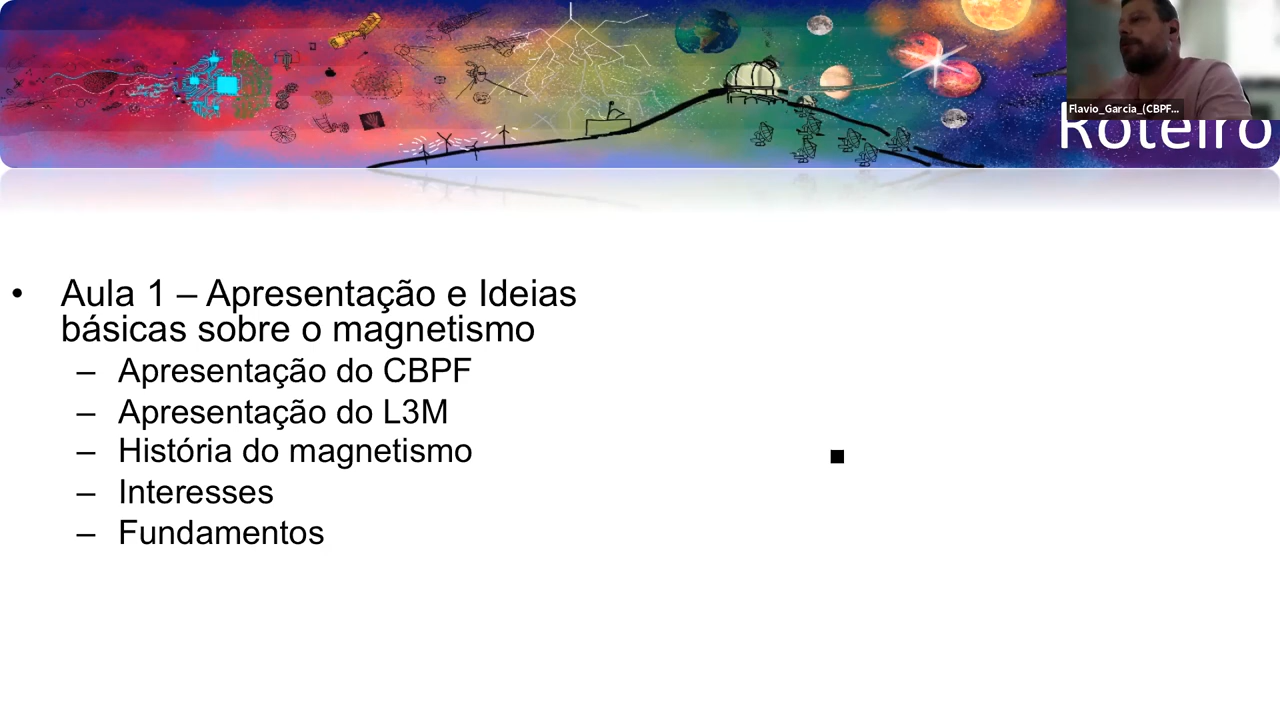 Flavio_Garcia_(CBPF...
Roteiro
• Aula 1 – Apresentação e Ideias
básicas sobre o magnetismo
– Apresentação do CBPF
– Apresentação do L3M
– História do magnetismo
– Interesses
– Fundamentos